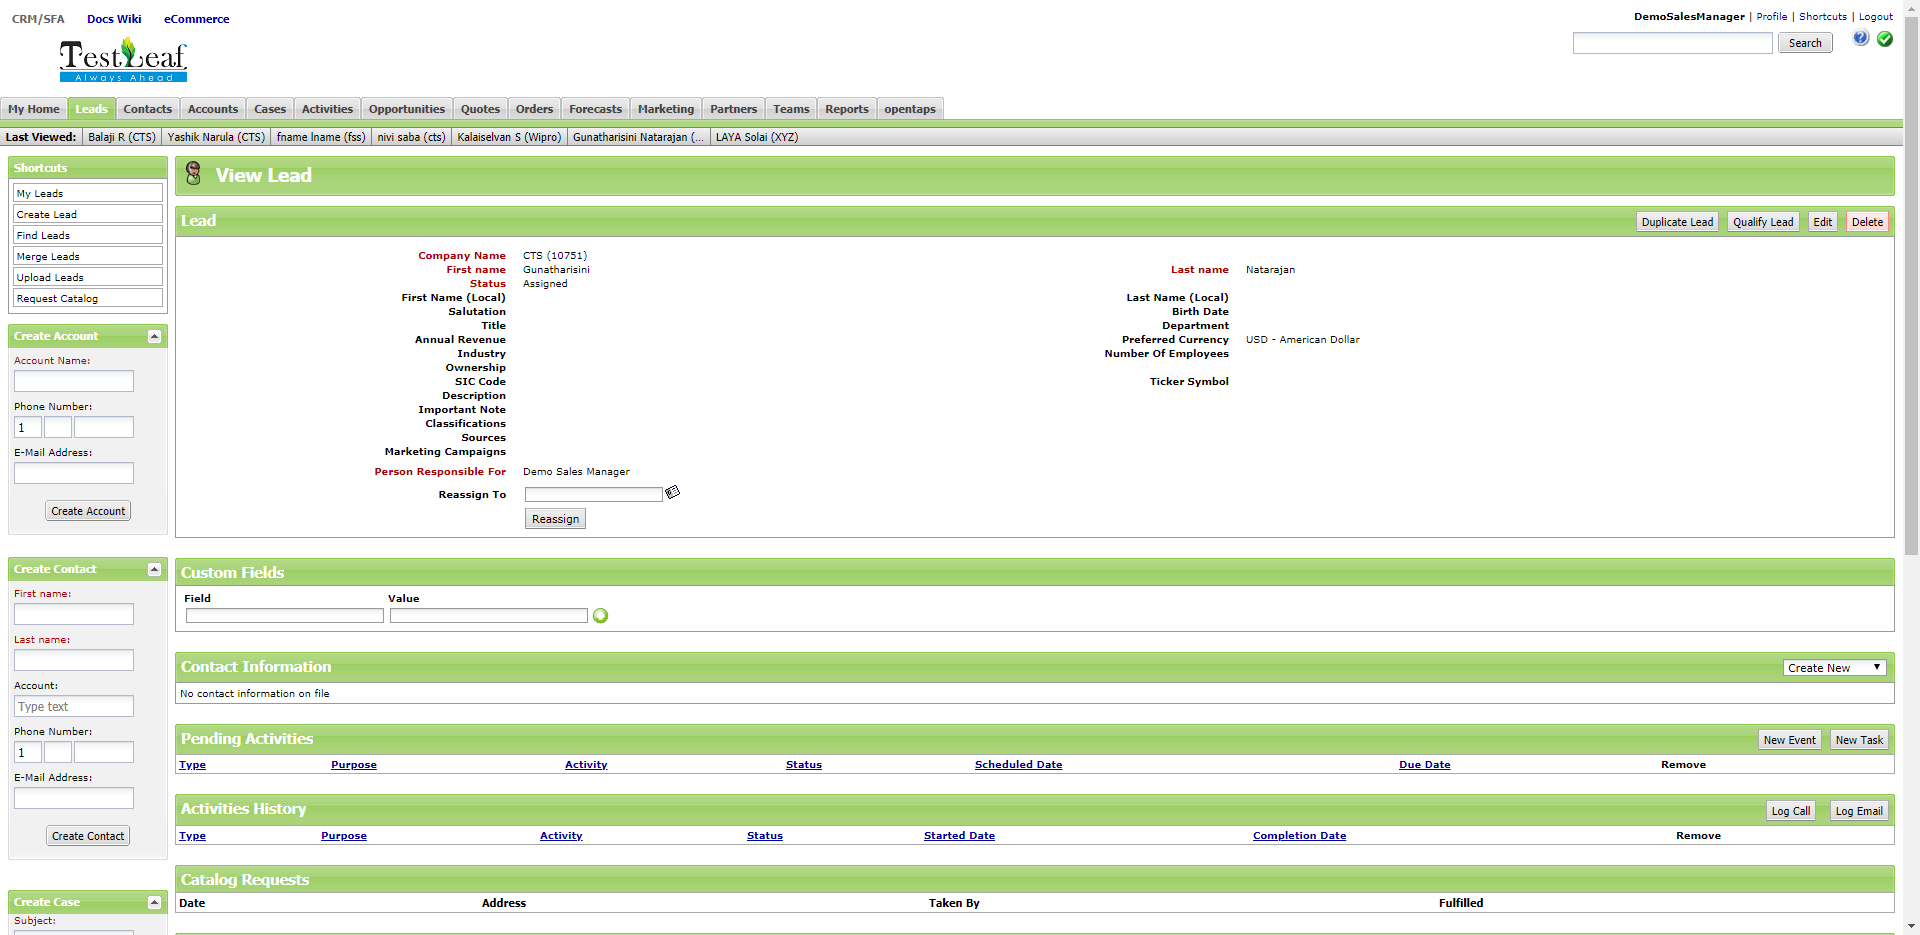 CRM/SFA Docs Wiki eCommerce
DemoSalesManager | Profile | Shortcuts | Logout
TestLeaf
Always Ahead
Search
My Home Leads Contacts Accounts Cases Activities Opportunities Quotes Orders Forecasts Marketing Partners Teams Reports opentaps
Last Viewed: Balaji R (CTS) Yashik Narula (CTS) fname lname (fss) nivi saba (cts) Kalaiselvan S (Wipro) Gunatharisini Natarajan (... LAYA Solai (XYZ)
Shortcuts
My Leads
Create Lead
Find Leads
Merge Leads
Upload Leads
Request Catalog
Create Account
Account Name:
Phone Number:
1
E-Mail Address:
Create Account
Create Contact
First name:
Last name:
Account:
Type text
Phone Number:
1
E-Mail Address:
Create Contact
Create Case
Subject:
View Lead
Lead
Duplicate Lead Qualify Lead Edit Delete
Company Name CTS (10751)
First name Gunatharisini Last name Natarajan
Status Assigned
First Name (Local) Last Name (Local)
Salutation Birth Date
Title Department
Annual Revenue Preferred Currency USD - American Dollar
Industry Number Of Employees
Ownership
SIC Code Ticker Symbol
Description
Important Note
Classifications
Sources
Marketing Campaigns
Person Responsible For Demo Sales Manager
Reassign To
Reassign
Custom Fields
Field Value
Contact Information
Create New
No contact information on file
Pending Activities
New Event New Task
Type Purpose Activity Status Scheduled Date Due Date Remove
Activities History
Log Call Log Email
Type Purpose Activity Status Started Date Completion Date Remove
Catalog Requests
Date Address Taken By Fulfilled